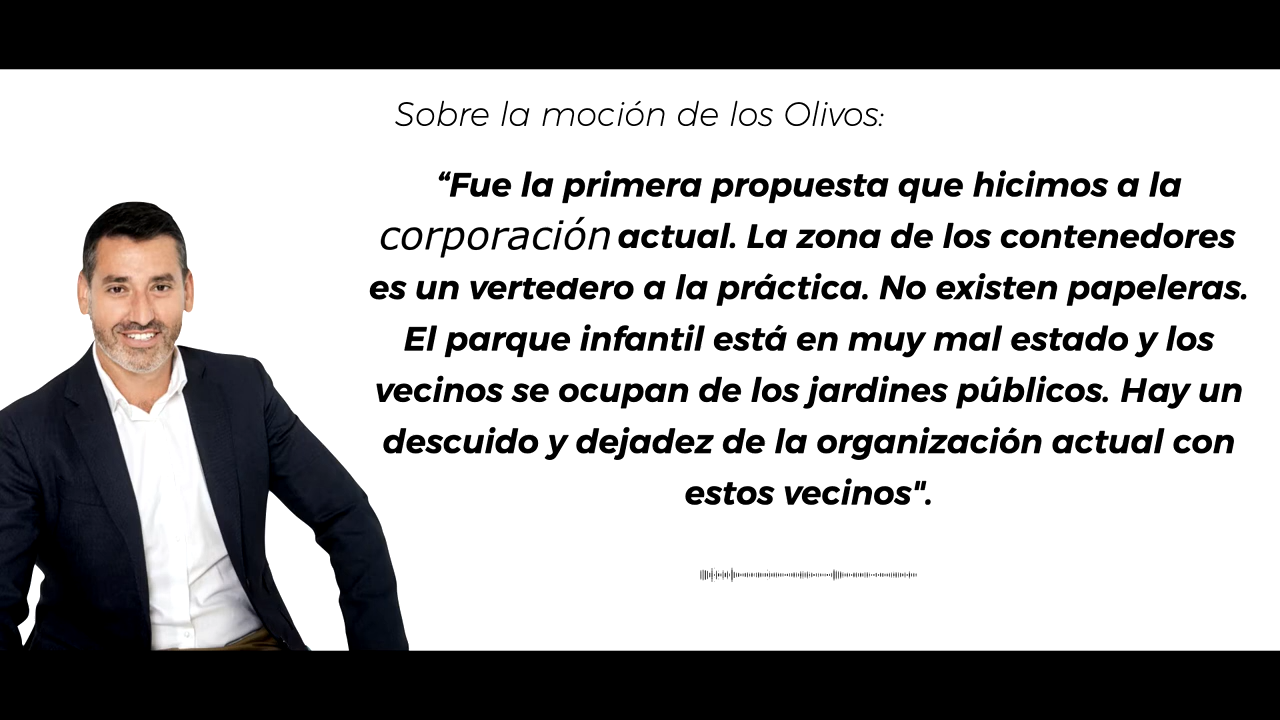 Sobre la moción de los Olivos:
“Fue la primera propuesta que hicimos a la
corporación actual. La zona de los contenedores
es un vertedero a la práctica. No existen papeleras.
El parque infantil está en muy mal estado y los
vecinos se ocupan de los jardines públicos. Hay un
descuido y dejadez de la organización actual con
estos vecinos".